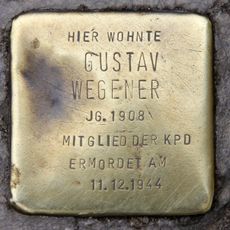 HIER WOHNTE
GUSTAV
WEGENER
JG. 1908
MITGLIED DER KPD
ERMORDET AM
11.12.1944